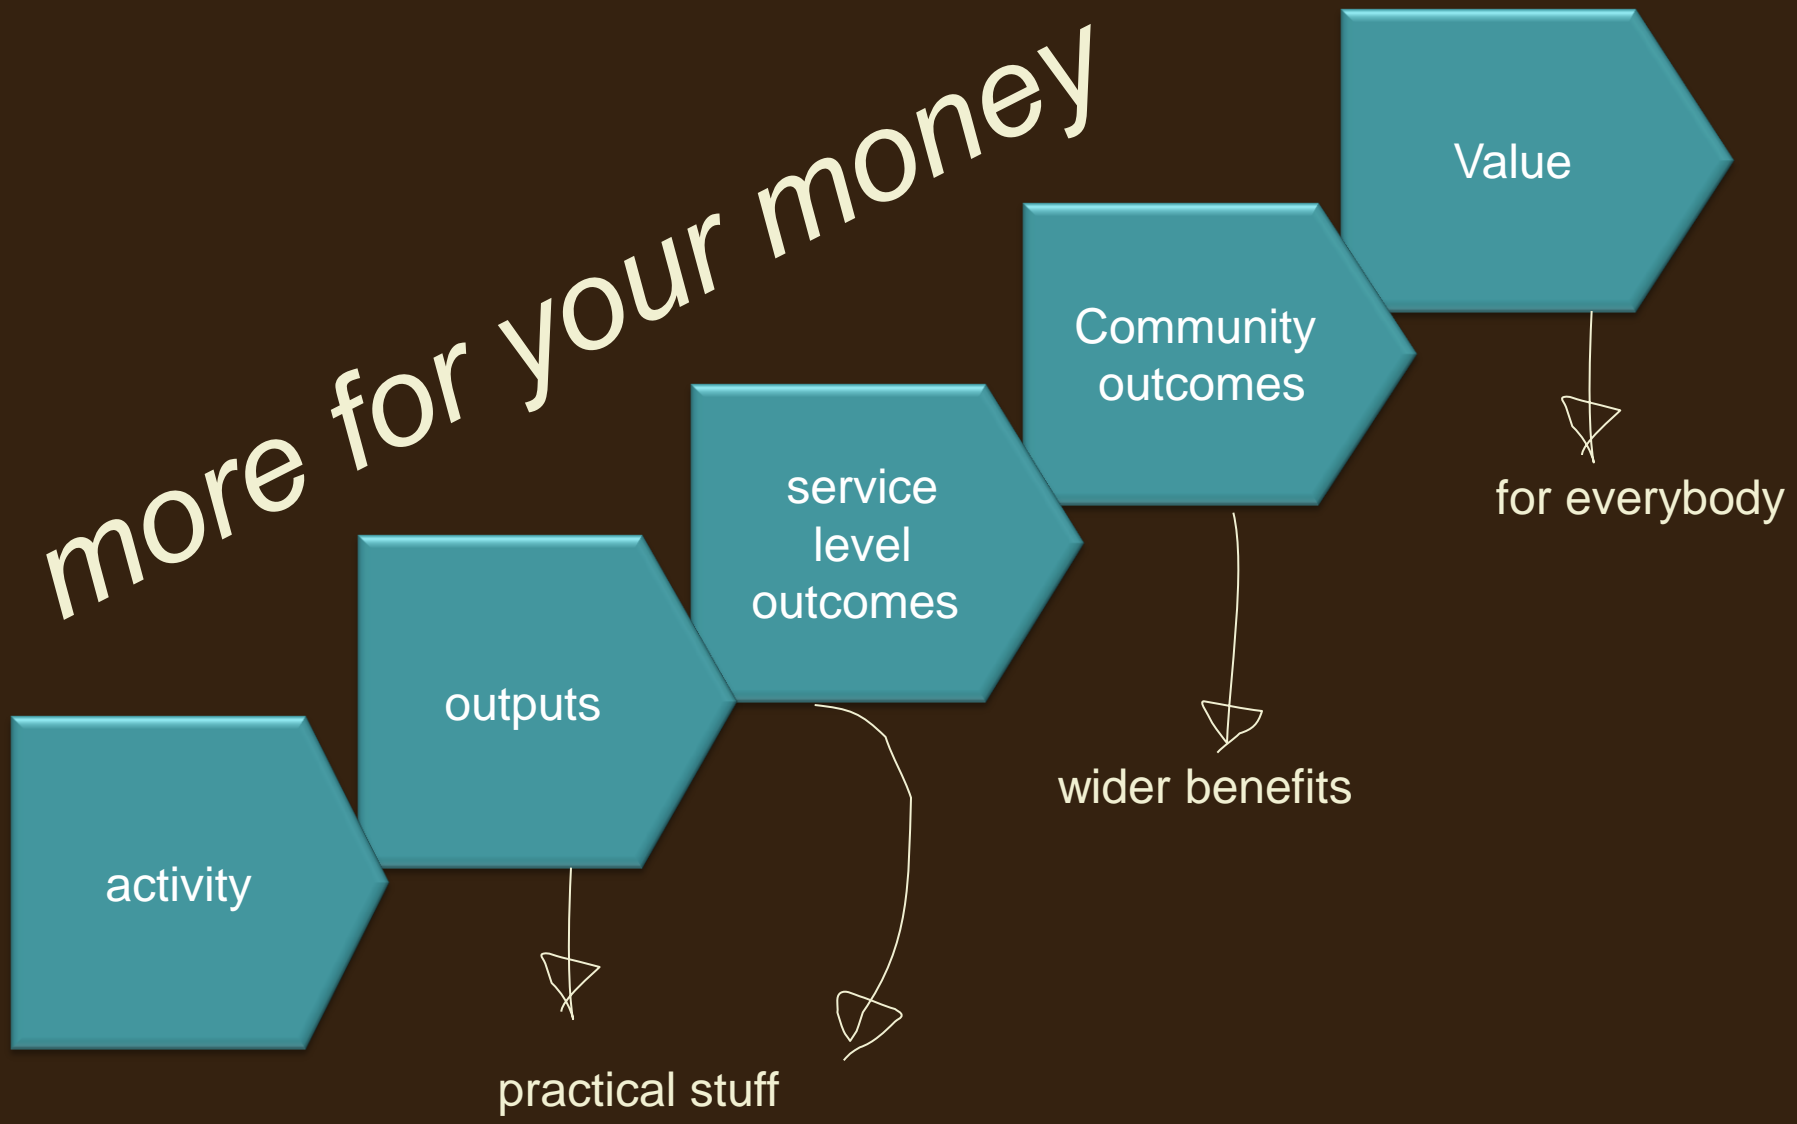 more for your money
activity
outputs
service
level
outcomes
Community
outcomes
Value
practical stuff
wider benefits
for everybody